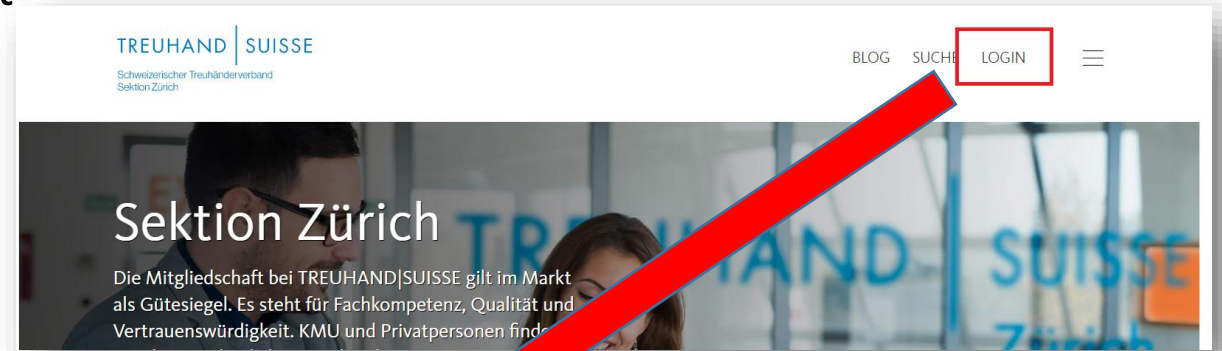 TREUHAND SUISSE
Schweizerischer Treuhänderverband
Sektion Zürich
BLOG SUCHE LOGIN
Sektion Zürich
TREUHAND SUISSE
Zürich
Die Mitgliedschaft bei TREUHAND|SUISSE gilt im Markt
als Gütesiegel. Es steht für Fachkompetenz, Qualität und
Vertrauenswürdigkeit. KMU und Privatpersonen